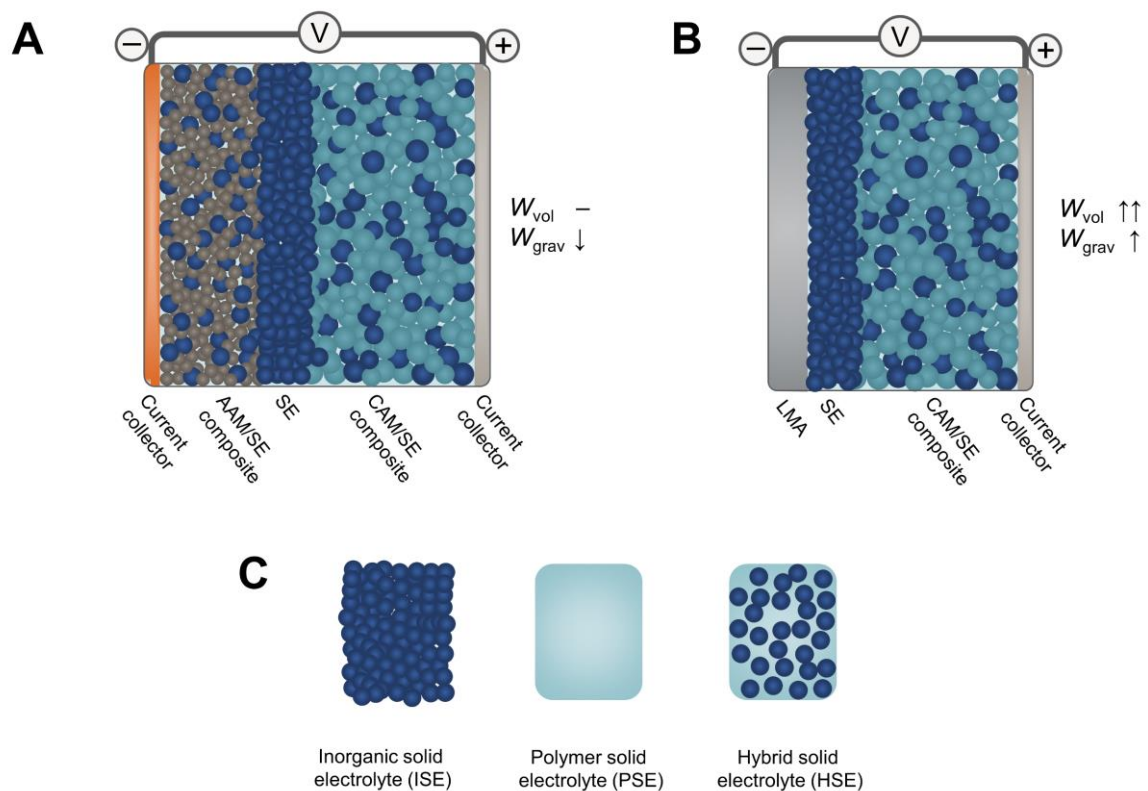 A
−
V
+
W_vol –
W_grav ↓
Current
collector
AAM/SE
composite
SE
CAM/SE
composite
Current
collector
B
−
V
+
W_vol ↑↑
W_grav ↑
LMA
SE
CAM/SE
composite
Current
collector
C
Inorganic solid
electrolyte (ISE)
Polymer solid
electrolyte (PSE)
Hybrid solid
electrolyte (HSE)